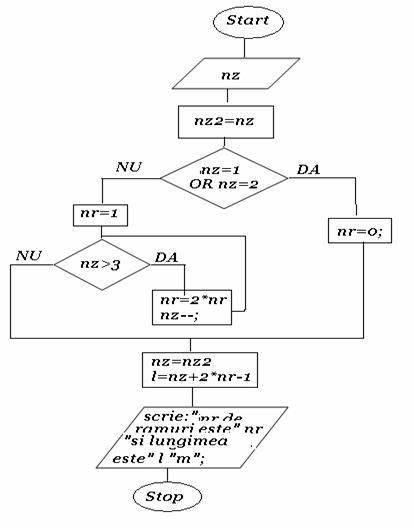 Start
nz
nz2=nz
NU
nz=1
OR nz=2
DA
nr=1
nr=0;
NU
nz>3
DA
nr=2*nr
nz--;
nz=nz2
l=nz+2*nr-1
scrie:"nr de
ramuri este" nr
"si lungimea
este" l "m";
Stop